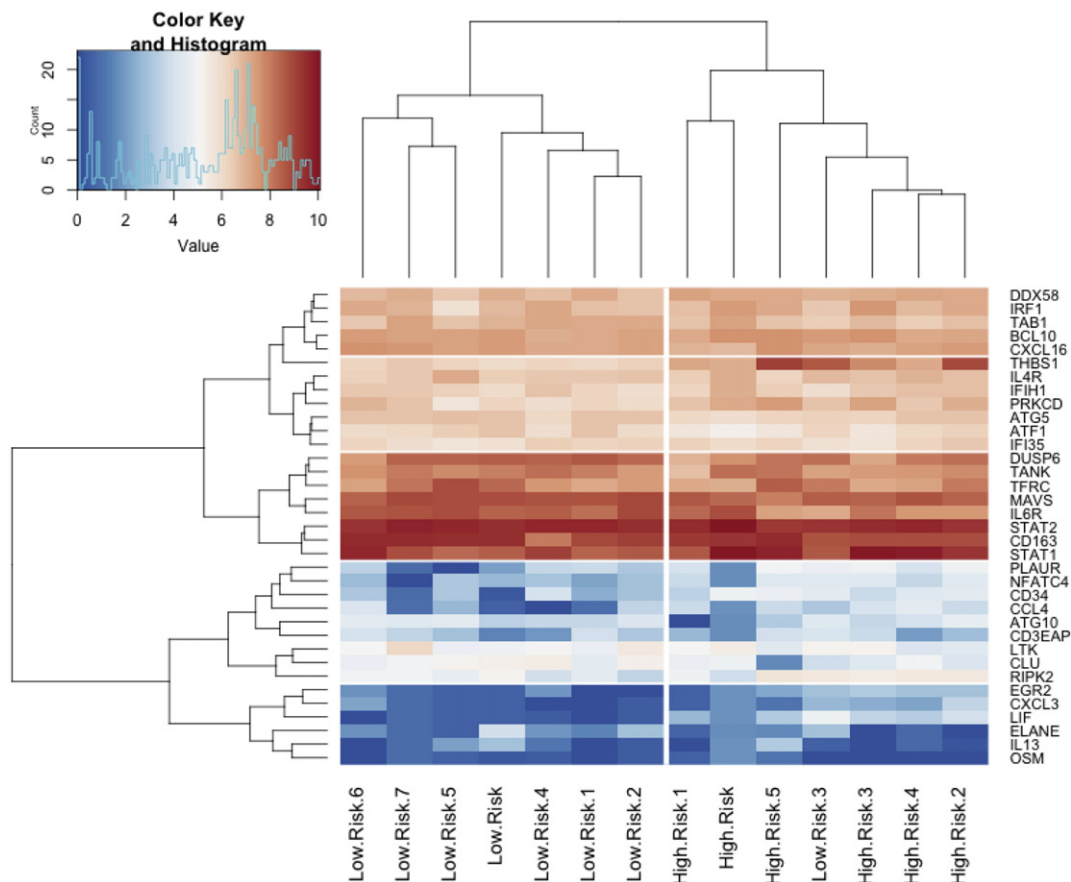 Color Key
and Histogram
Count
0 5 10 20
0 2 4 6 8 10
Value
DDX58
IRF1
TAB1
BCL10
CXCL16
THBS1
IL4R
IFIH1
PRKCD
ATG5
ATF1
IFI35
DUSP6
TANK
TFRC
MAVS
IL6R
STAT2
CD163
STAT1
PLAUR
NFATC4
CD34
CCL4
ATG10
CD3EAP
LTK
CLU
RIPK2
EGR2
CXCL3
LIF
ELANE
IL13
OSM
Low.Risk.6
Low.Risk.7
Low.Risk.5
Low.Risk
Low.Risk.4
Low.Risk.1
Low.Risk.2
High.Risk.1
High.Risk
High.Risk.5
Low.Risk.3
High.Risk.3
High.Risk.4
High.Risk.2